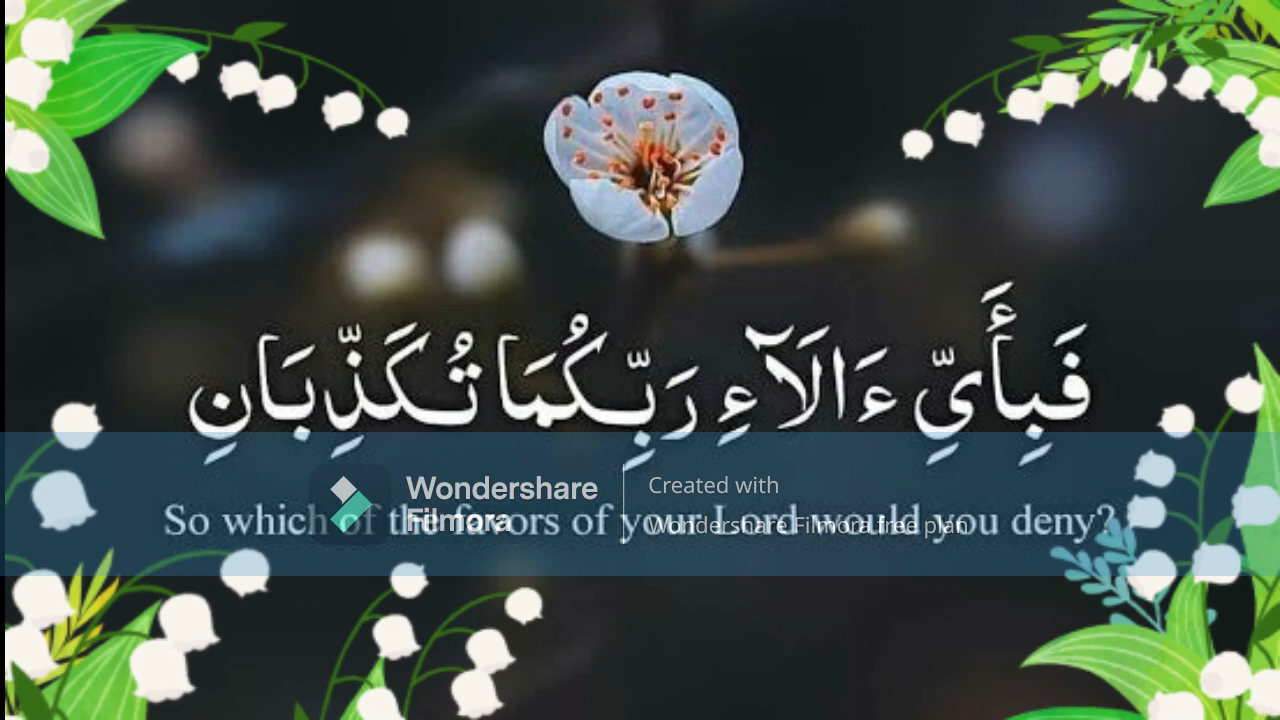 فَبِأَيِّ ءَالَآءِ رَبِّكُمَا تُكَذِّبَانِ
So which of the favors of your Lord would you deny?
Wondershare
Filmora
Created with
Wondershare Filmora free plan